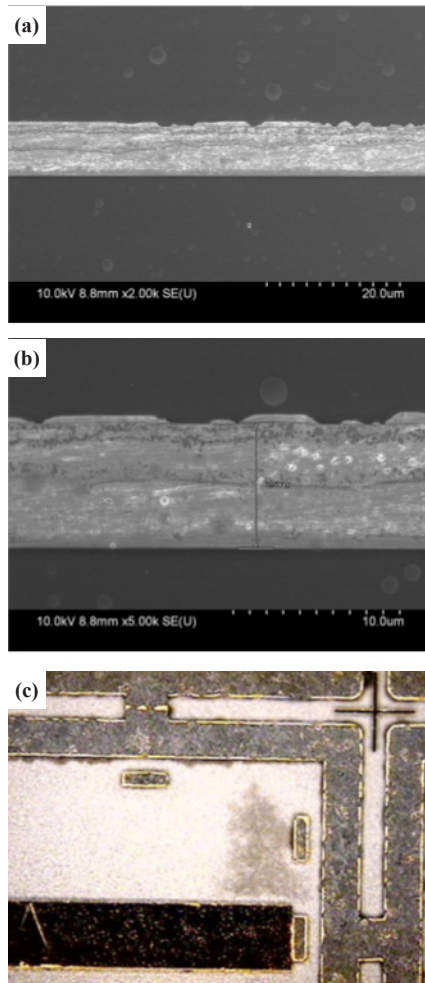 (a)
10.0kV 8.8mm x2.00k SE(U)
20.0um
(b)
10.0kV 8.8mm x5.00k SE(U)
10.0um
(c)